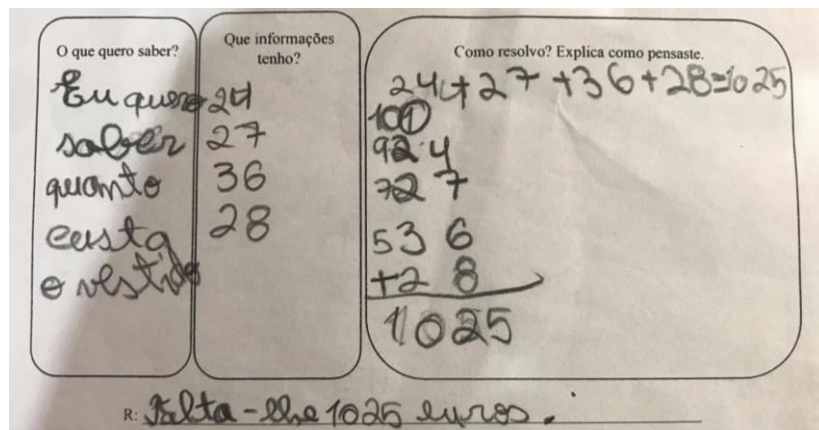 O que quero saber?
Eu quero
saber
quanto
custa
o vestido
Que informações
tenho?
24
27
36
28
Como resolvo? Explica como pensaste.
24+27+36+28=1025
101
92 4
72 7
53 6
+2 8
1025
R: Falta-lhe 1025 euros.